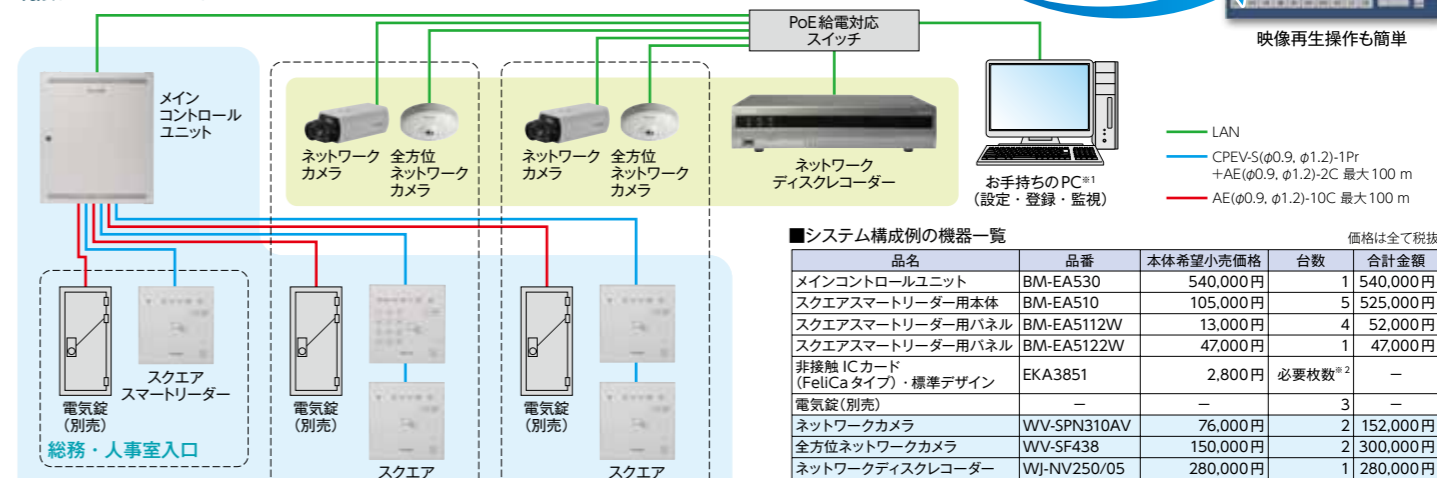 PoE給電対応
スイッチ
映像再生操作も簡単
メイン
コントロール
ユニット
ネットワーク
カメラ
全方位
ネットワーク
カメラ
ネットワーク
カメラ
全方位
ネットワーク
カメラ
ネットワーク
ディスクレコーダー
お手持ちのPC※1
(設定・登録・監視)
LAN
CPEV-S(φ0.9, φ1.2)-1Pr
+AE(φ0.9, φ1.2)-2C 最大100 m
AE(φ0.9, φ1.2)-10C 最大100 m
電気錠
(別売)
スクエア
スマートリーダー
総務・人事室入口
電気錠
(別売)
スクエア
電気錠
(別売)
スクエア
■システム構成例の機器一覧
価格は全て税抜
品名 品番 本体希望小売価格 台数 合計金額
メインコントロールユニット BM-EA530 540,000円 1 540,000円
スクエアスマートリーダー用本体 BM-EA510 105,000円 5 525,000円
スクエアスマートリーダー用パネル BM-EA5112W 13,000円 4 52,000円
スクエアスマートリーダー用パネル BM-EA5122W 47,000円 1 47,000円
非接触ICカード
(FeliCaタイプ)・標準デザイン EKA3851 2,800円 必要枚数※2 −
電気錠(別売) − − 3 −
ネットワークカメラ WV-SPN310AV 76,000円 2 152,000円
全方位ネットワークカメラ WV-SF438 150,000円 2 300,000円
ネットワークディスクレコーダー WJ-NV250/05 280,000円 1 280,000円